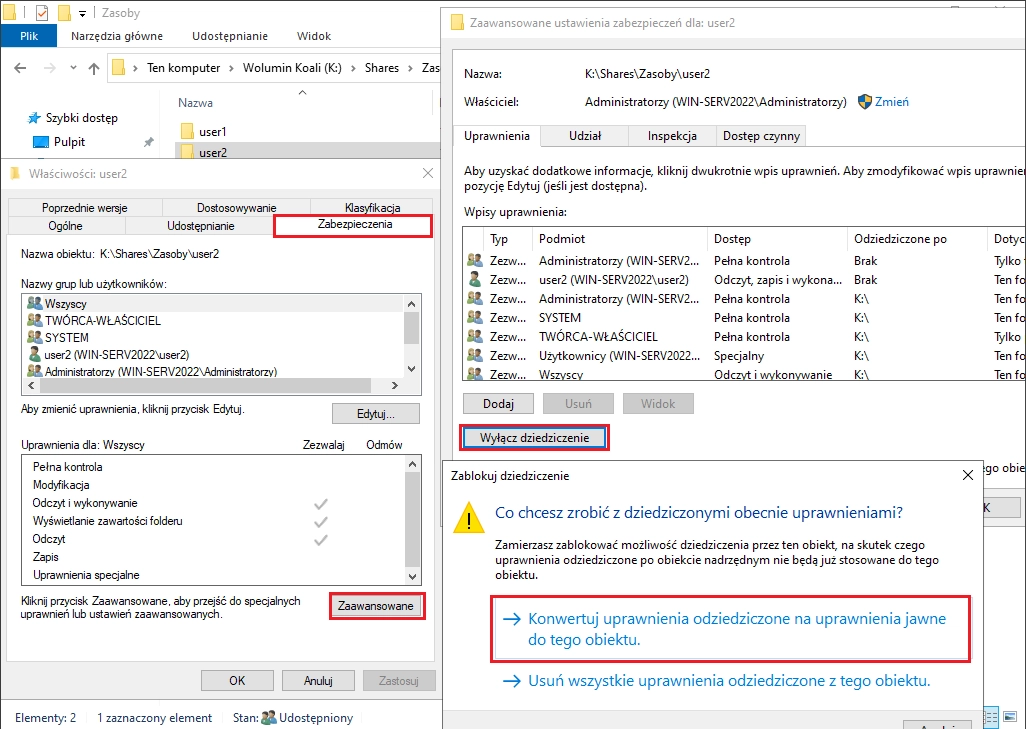 Zasoby
Plik
Narzędzia główne
Udostępnianie
Widok
Ten komputer
Wolumin Koali (K:)
Shares
Zas
Szybki dostęp
Pulpit
Nazwa
user1
user2
Właściwości: user2
Poprzednie wersje
Dostosowywanie
Klasyfikacja
Ogólne
Udostępnianie
Zabezpieczenia
Nazwa obiektu: K:\Shares\Zasoby\user2
Nazwy grup lub użytkowników:
Wszyscy
TWÓRCA-WŁAŚCICIEL
SYSTEM
user2 (WIN-SERV2022\user2)
Administratorzy (WIN-SERV2022\Administratorzy)
Aby zmienić uprawnienia, kliknij przycisk Edytuj.
Edytuj...
Uprawnienia dla: Wszyscy
Zezwalaj
Odmów
Pełna kontrola
Modyfikacja
Odczyt i wykonywanie
Wyświetlanie zawartości folderu
Odczyt
Zapis
Uprawnienia specjalne
Kliknij przycisk Zaawansowane, aby przejść do specjalnych
uprawnień lub ustawień zaawansowanych.
Zaawansowane
OK
Anuluj
Zastosuj
Elementy: 2
1 zaznaczony element
Stan:
Udostępniony
Zaawansowane ustawienia zabezpieczeń dla: user2
Nazwa:
K:\Shares\Zasoby\user2
Właściciel:
Administratorzy (WIN-SERV2022\Administratorzy)
Zmień
Uprawnienia
Udział
Inspekcja
Dostęp czynny
Aby uzyskać dodatkowe informacje, kliknij dwukrotnie wpis uprawnień. Aby zmodyfikować wpis uprawnień
pozycję Edytuj (jeśli jest dostępna).
Wpisy uprawnienia:
Typ Podmiot Dostęp Odziedziczone po Dotyc
Zezw... Administratorzy (WIN-SERV2... Pełna kontrola Brak Tylko
Zezw... user2 (WIN-SERV2022\user2) Odczyt, zapis i wykona... Brak Ten fo
Zezw... Administratorzy (WIN-SERV2... Pełna kontrola K:\ Ten fo
Zezw... SYSTEM Pełna kontrola K:\ Ten fo
Zezw... TWÓRCA-WŁAŚCICIEL Pełna kontrola K:\ Tylko
Zezw... Użytkownicy (WIN-SERV2022... Specjalny K:\ Ten fo
Zezw... Wszyscy Odczyt i wykonywanie K:\ Ten fo
Dodaj
Usuń
Widok
Wyłącz dziedziczenie
ego obie
K
Zablokuj dziedziczenie
Co chcesz zrobić z dziedziczonymi obecnie uprawnieniami?
Zamierzasz zablokować możliwość dziedziczenia przez ten obiekt, na skutek czego
uprawnienia odziedziczone po obiekcie nadrzędnym nie będą już stosowane do tego
obiektu.
Konwertuj uprawnienia odziedziczone na uprawnienia jawne
do tego obiektu.
Usuń wszystkie uprawnienia odziedziczone z tego obiektu.